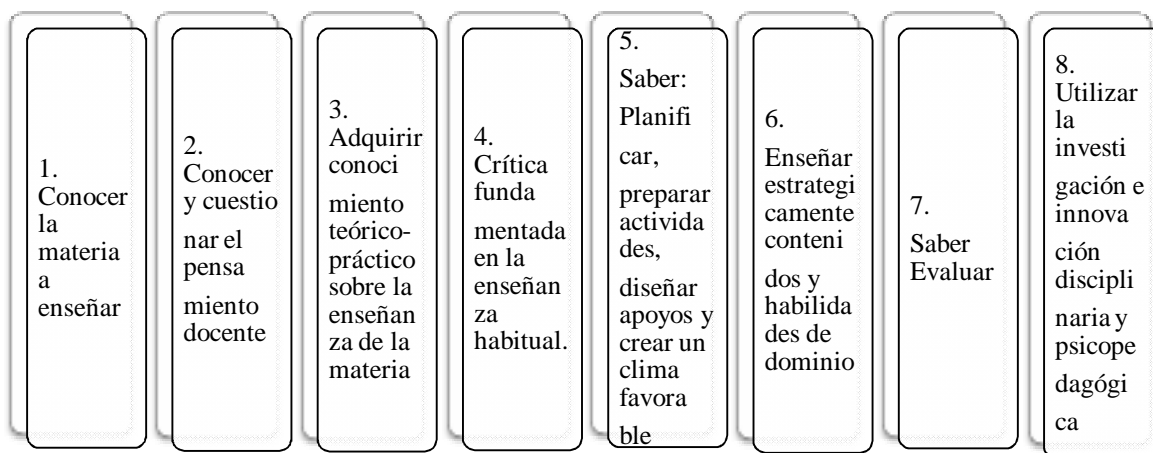 1.
Conocer
la
materia
a
enseñar
2.
Conocer
y cuestio
nar el
pensa
miento
docente
3.
Adquirir
conoci
miento
teórico-
práctico
sobre la
enseñan
za de la
materia
4.
Crítica
funda
mentada
en la
enseñan
za
habitual.
5.
Saber:
Planifi
car,
preparar
activida
des,
diseñar
apoyos y
crear un
clima
favora
ble
6.
Enseñar
estrategi
camente
conteni
dos y
habilida
des de
dominio
7.
Saber
Evaluar
8.
Utilizar
la
investi
gación e
innova
ción
discipli
naria y
psicope
dagógi
ca